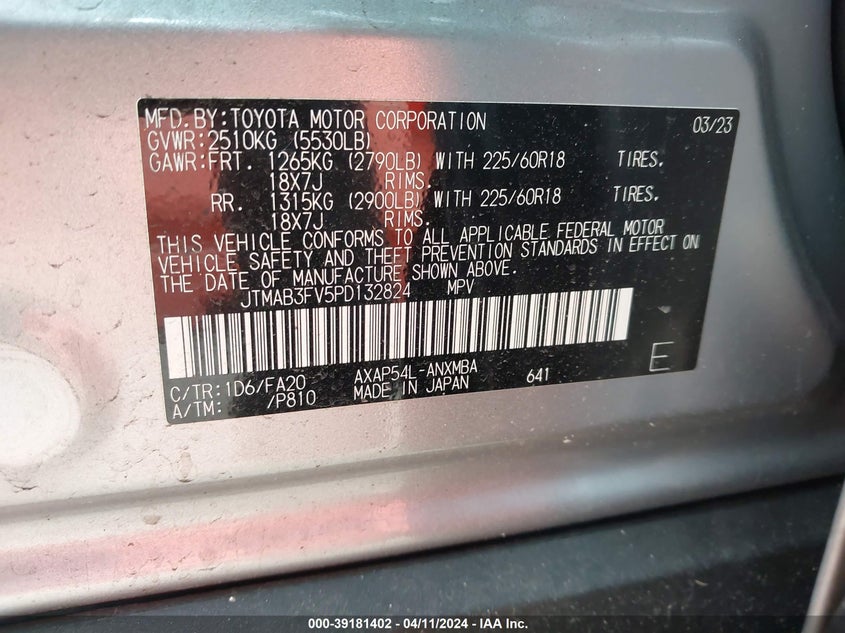 MFD.BY:TOYOTA MOTOR CORPORATION 03/23
GVWR:2510KG (5530LB)
GAWR:FRT. 1265KG (2790LB) WITH 225/60R18 TIRES.
18X7J RIMS.
RR. 1315KG (2900LB) WITH 225/60R18 TIRES.
18X7J RIMS.
THIS VEHICLE CONFORMS TO ALL APPLICABLE FEDERAL MOTOR
VEHICLE SAFETY AND THEFT PREVENTION STANDARDS IN EFFECT ON
THE DATE OF MANUFACTURE SHOWN ABOVE.
JTMAB3FV5PD132824 MPV
C/TR:1D6/FA20 AXAP54L-ANXMBA 641 E
A/TM: /P810 MADE IN JAPAN
000-39181402 - 04/11/2024 - IAA Inc.